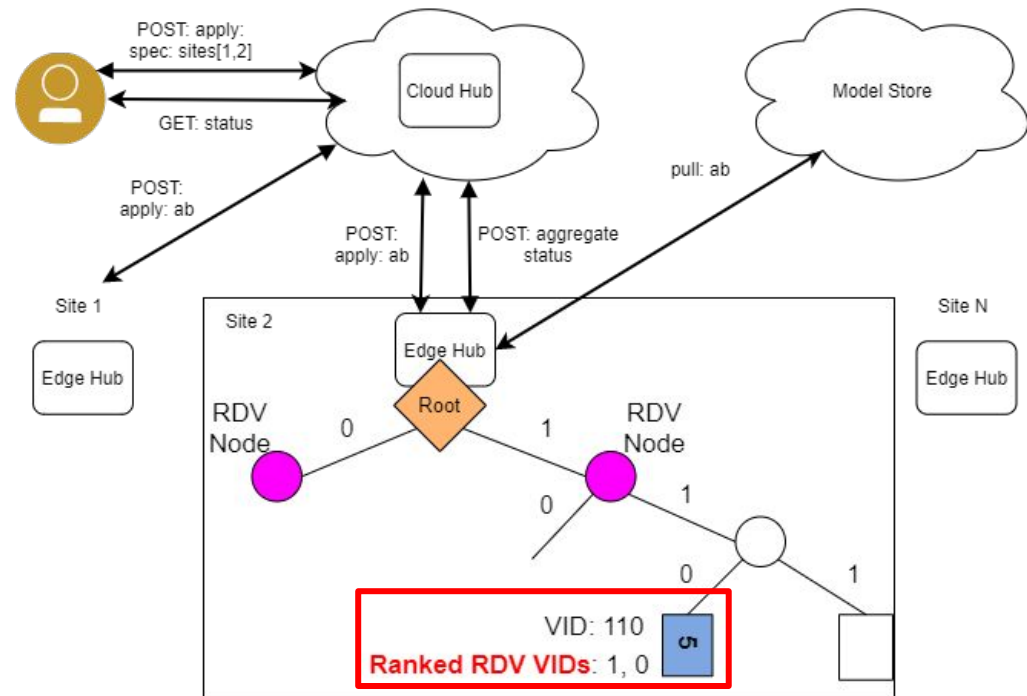 POST: apply:
spec: sites[1,2]
GET: status
Cloud Hub
Model Store
POST:
apply: ab
pull: ab
POST:
apply: ab
POST: aggregate
status
Site 1
Edge Hub
Site 2
Edge Hub
Root
Site N
Edge Hub
RDV
Node
0
1
RDV
Node
0
1
0
1
VID: 110
Ranked RDV VIDs: 1, 0
5